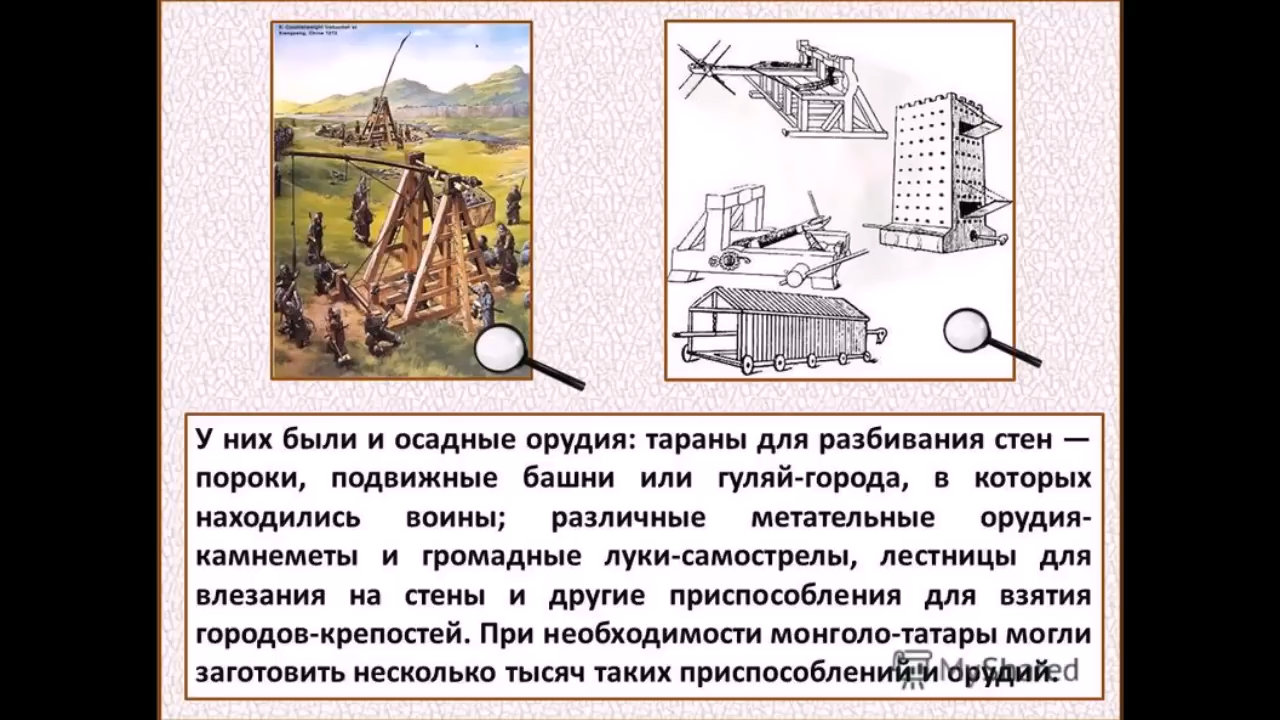 У них были и осадные орудия: тараны для разбивания стен —
пороки, подвижные башни или гуляй-города, в которых
находились воины; различные метательные орудия-
камнеметы и громадные луки-самострелы, лестницы для
влезания на стены и другие приспособления для взятия
городов-крепостей. При необходимости монголо-татары могли
заготовить несколько тысяч таких приспособлений и орудий.
MyShared